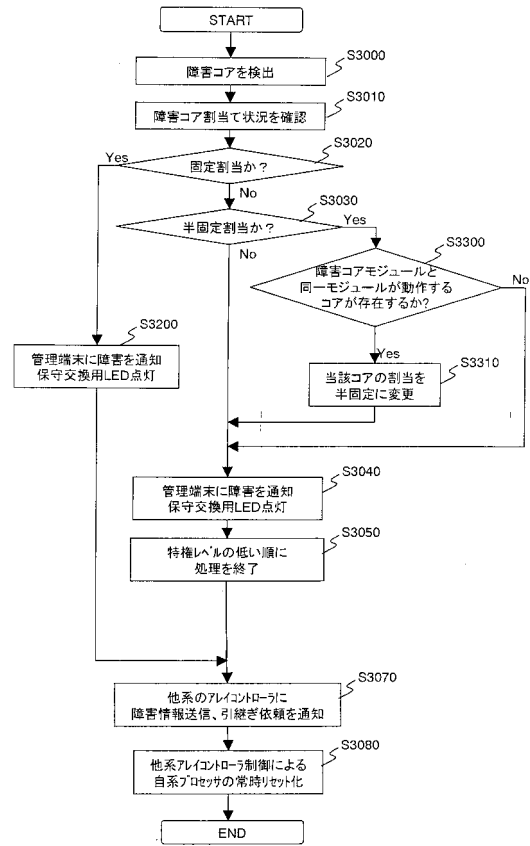 START
S3000
障害コアを検出
S3010
障害コア割当て状況を確認
S3020
Yes
固定割当か？
No
S3030
半固定割当か？
Yes
No
S3300
障害コアモジュールと
同一モジュールが動作する
コアが存在するか?
No
Yes
S3200
管理端末に障害を通知
保守交換用LED点灯
S3310
当該コアの割当を
半固定に変更
S3040
管理端末に障害を通知
保守交換用LED点灯
S3050
特権レベルの低い順に
処理を終了
S3070
他系のアレイコントローラに
障害情報送信、引継ぎ依頼を通知
S3080
他系アレイコントローラ制御による
自系プロセッサの常時リセット化
END